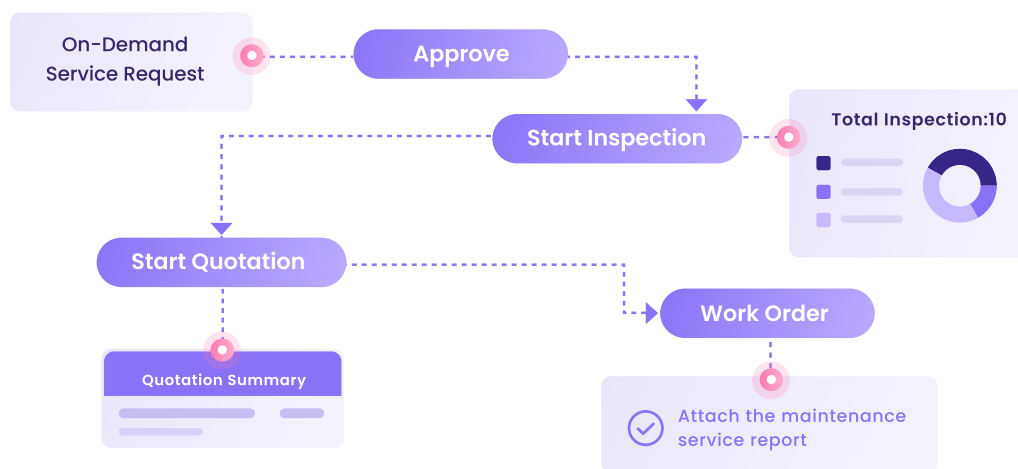 On-Demand
Service Request
Approve
Start Inspection
Total Inspection:10
Start Quotation
Work Order
Quotation Summary
Attach the maintenance
service report